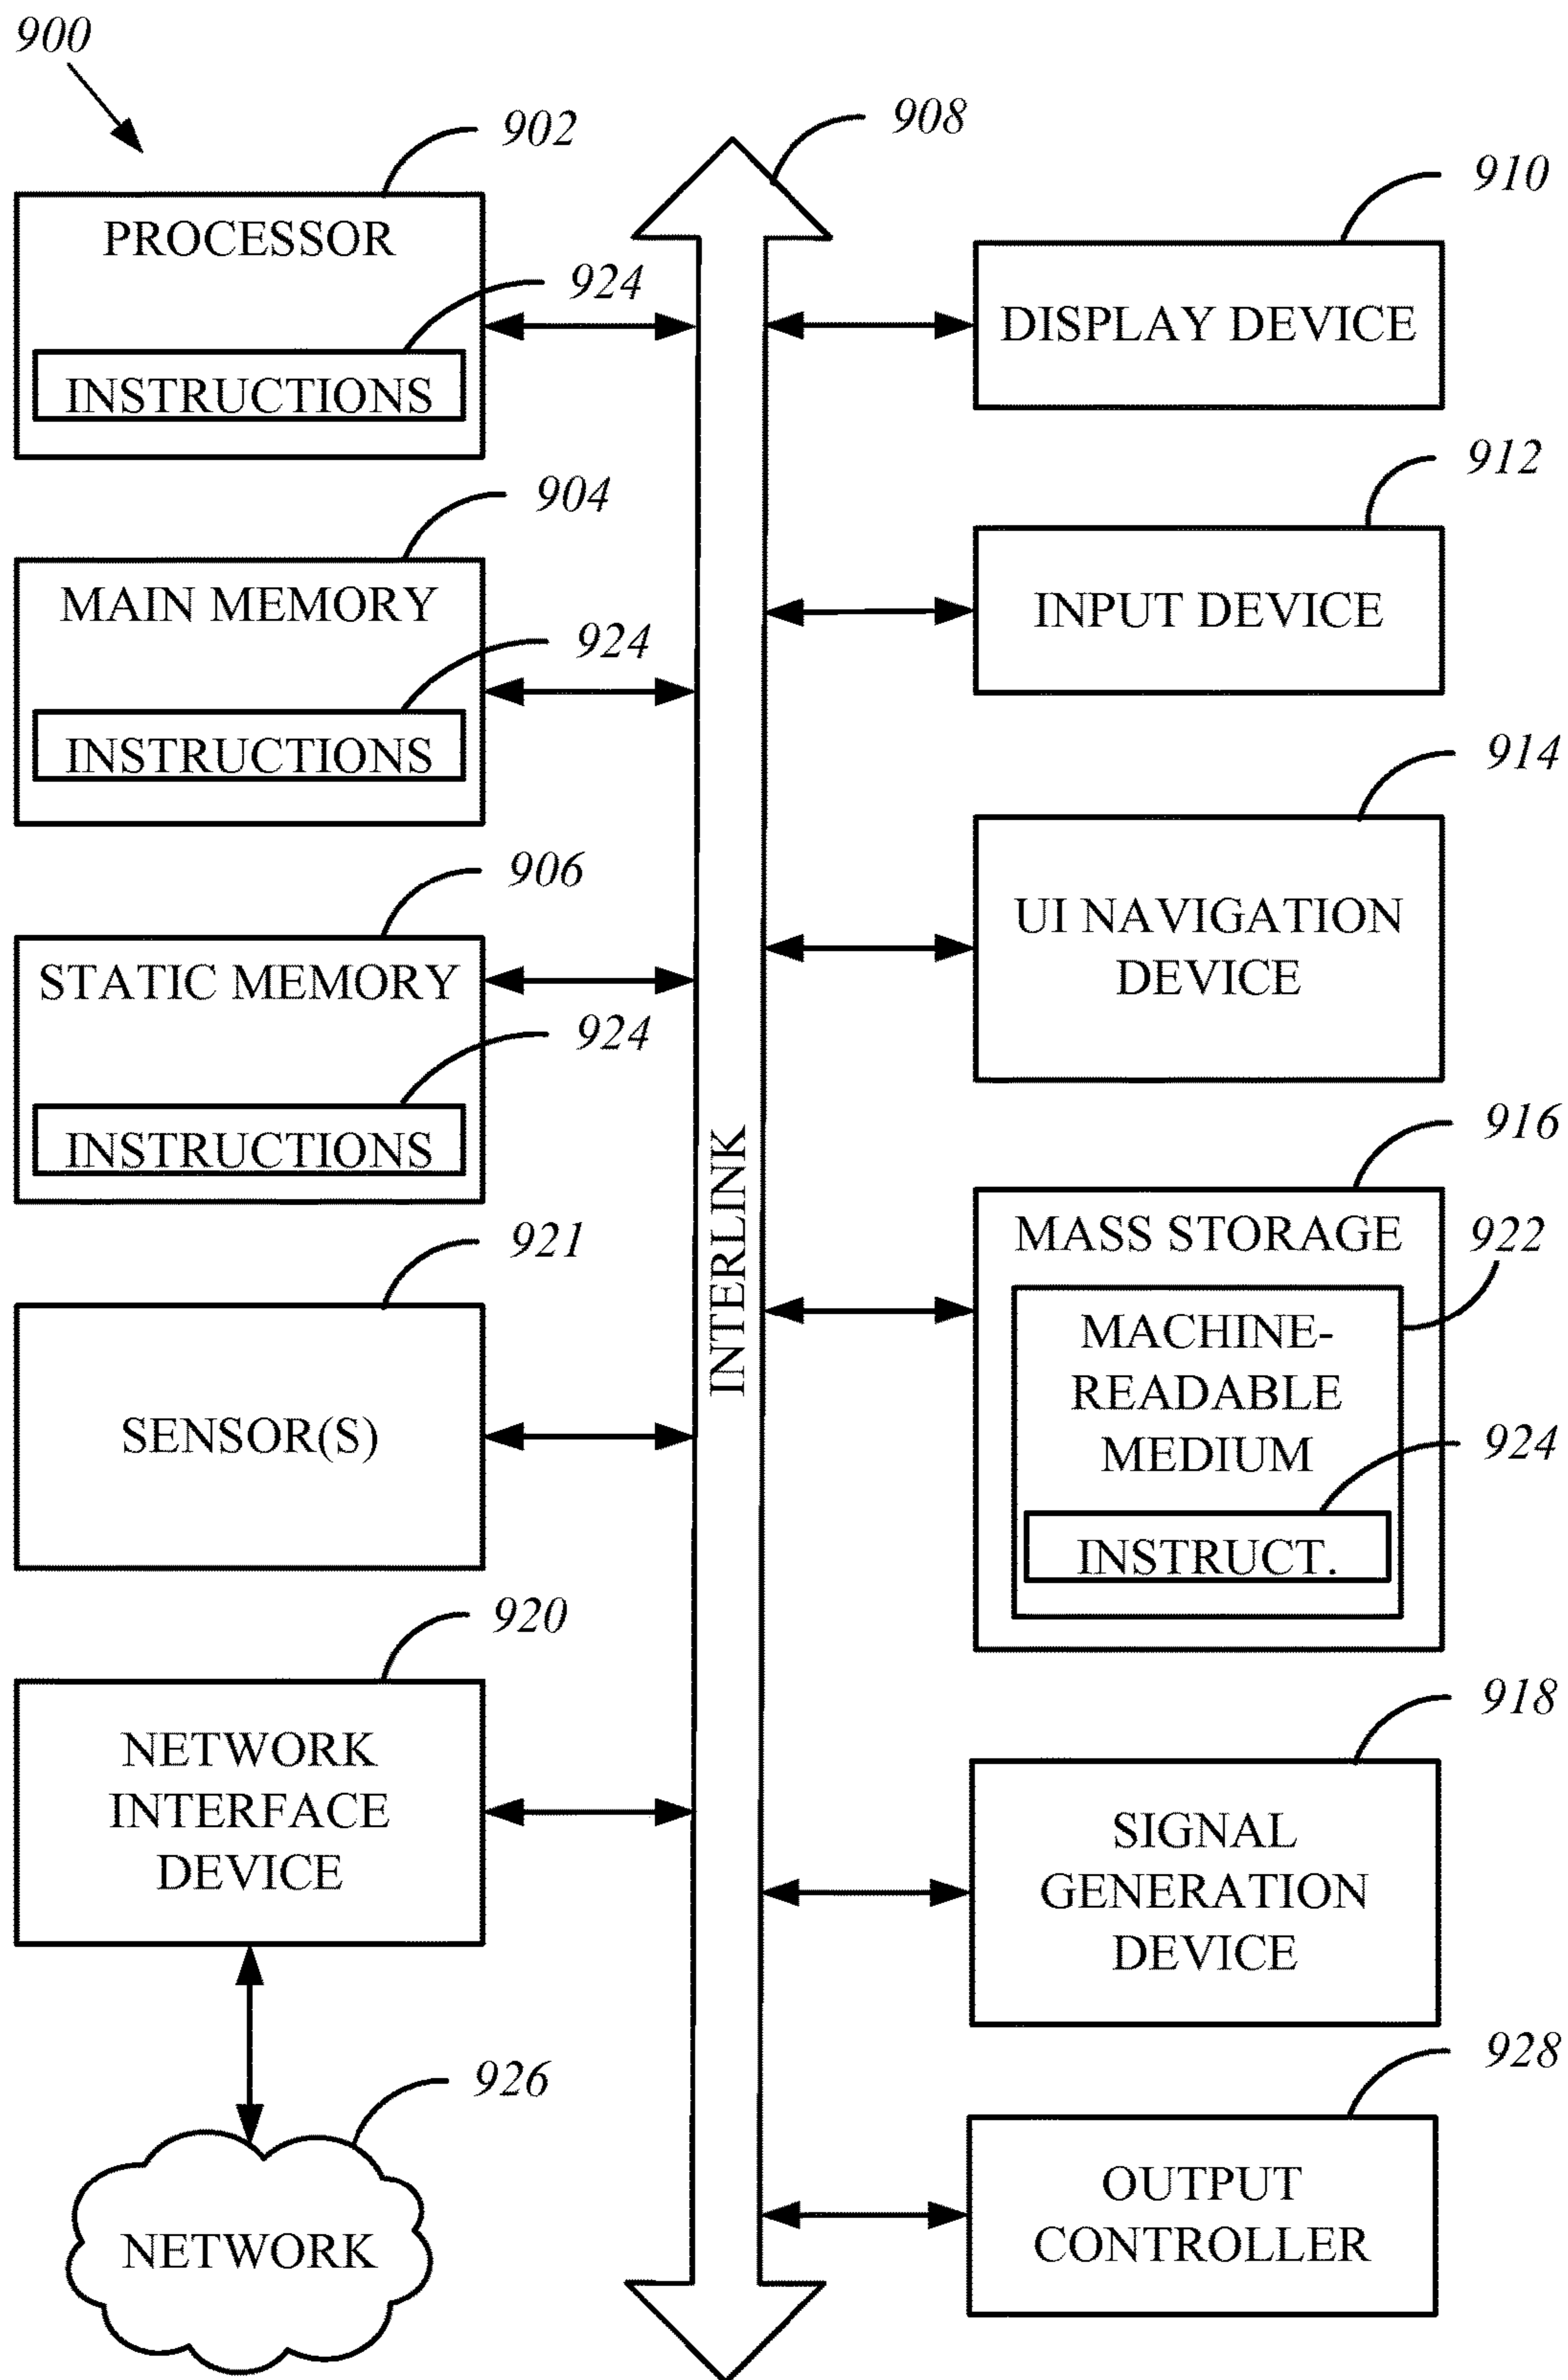 900
902
PROCESSOR
924
INSTRUCTIONS
904
MAIN MEMORY
924
INSTRUCTIONS
906
STATIC MEMORY
924
INSTRUCTIONS
921
SENSOR(S)
920
NETWORK
INTERFACE
DEVICE
926
NETWORK
908
INTERLINK
910
DISPLAY DEVICE
912
INPUT DEVICE
914
UI NAVIGATION
DEVICE
916
MASS STORAGE
922
MACHINE-
READABLE
MEDIUM
924
INSTRUCT.
918
SIGNAL
GENERATION
DEVICE
928
OUTPUT
CONTROLLER